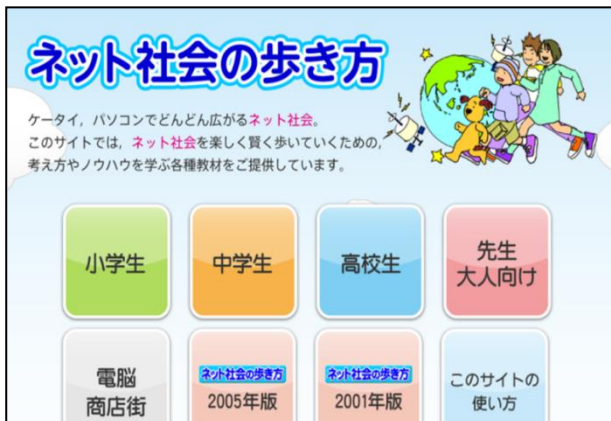 ネット社会の歩き方
ケータイ，パソコンでどんどん広がるネット社会。
このサイトでは，ネット社会を楽しく賢く歩いていくための，
考え方やノウハウを学ぶ各種教材をご提供しています。
小学生
中学生
高校生
先生
大人向け
電脳
商店街
ネット社会の歩き方
2005年版
ネット社会の歩き方
2001年版
このサイトの
使い方